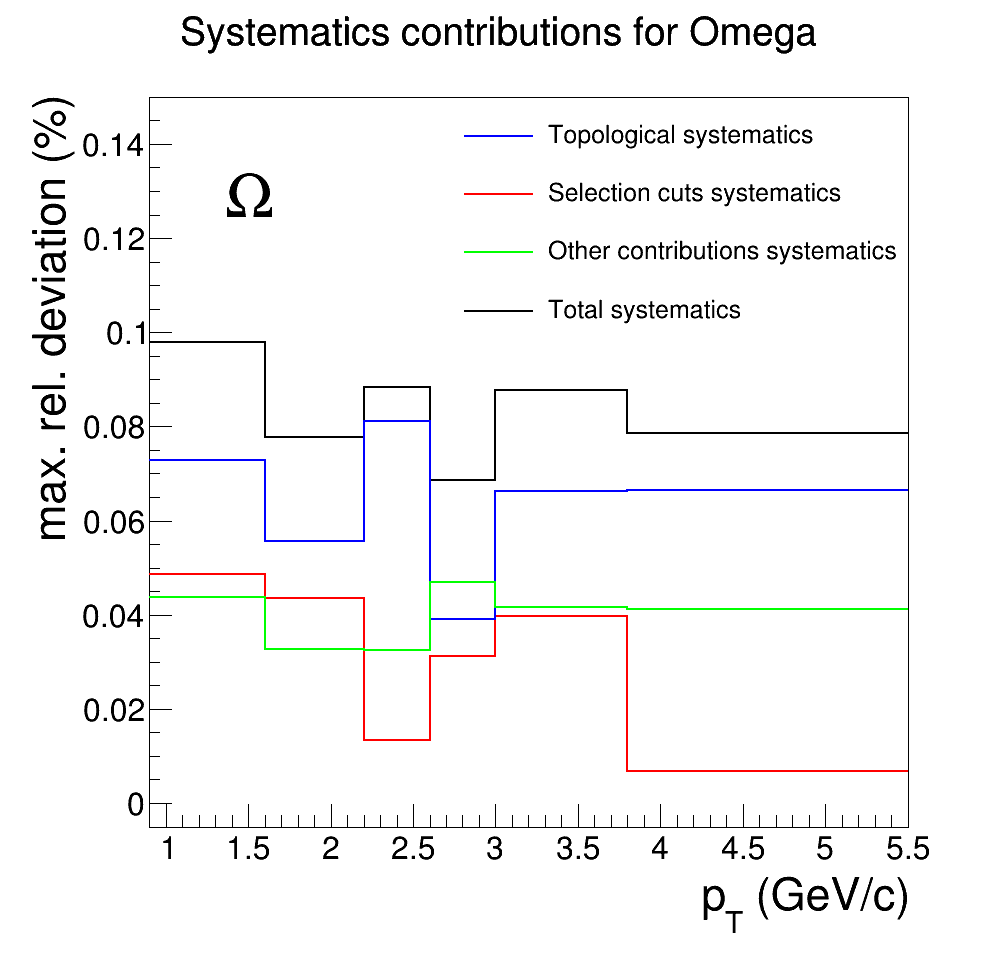 Systematics contributions for Omega
max. rel. deviation (%)
0.14
0.12
0.1
0.08
0.06
0.04
0.02
0
Ω
Topological systematics
Selection cuts systematics
Other contributions systematics
Total systematics
1 1.5 2 2.5 3 3.5 4 4.5 5 5.5
p_T (GeV/c)